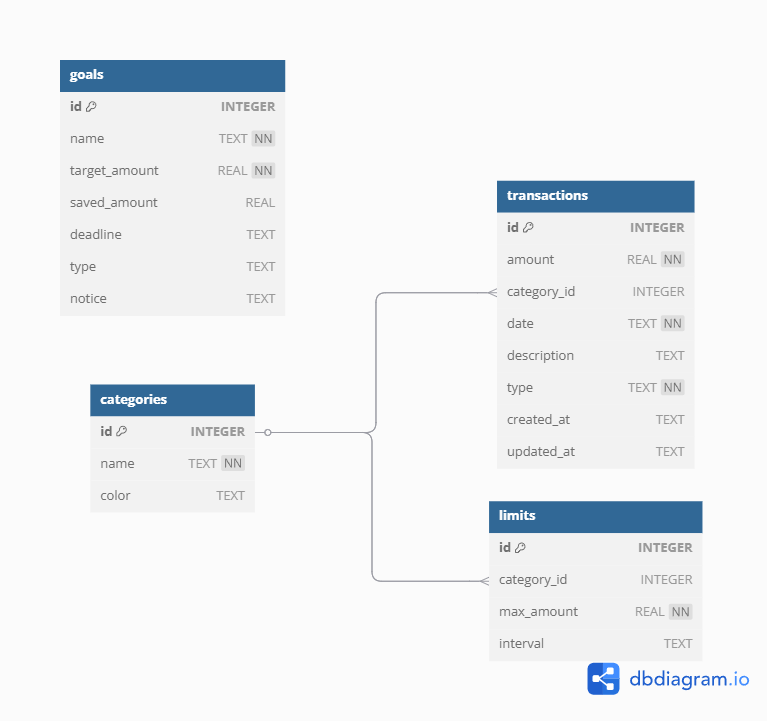 goals
id INTEGER
name TEXT NN
target_amount REAL NN
saved_amount REAL
deadline TEXT
type TEXT
notice TEXT
transactions
id INTEGER
amount REAL NN
category_id INTEGER
date TEXT NN
description TEXT
type TEXT NN
created_at TEXT
updated_at TEXT
categories
id INTEGER
name TEXT NN
color TEXT
limits
id INTEGER
category_id INTEGER
max_amount REAL NN
interval TEXT
dbdiagram.io